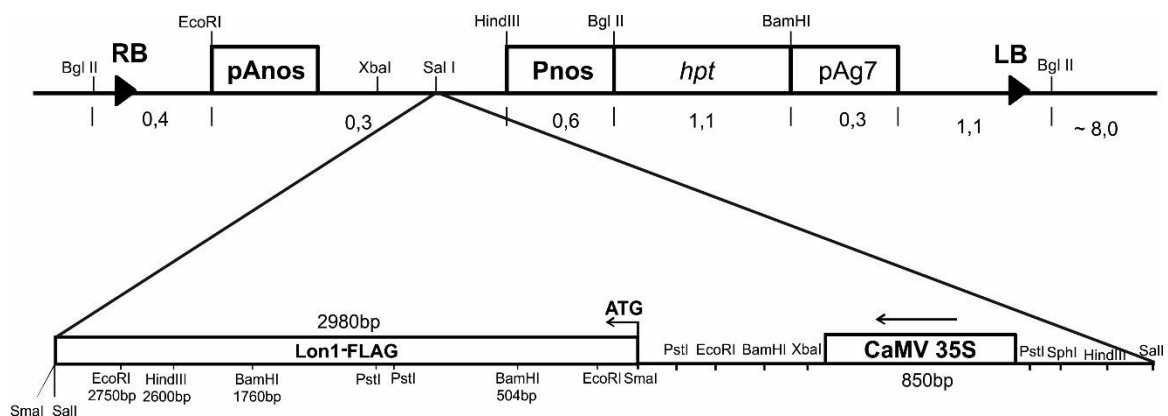 EcoRI HindIII Bgl II BamHI
Bgl II RB pAnos XbaI Sal I Pnos hpt pAg7 LB Bgl II
0,4 0,3 0,6 1,1 0,3 1,1 ~ 8,0
2980bp ATG
Lon1-FLAG PstI EcoRI BamHI XbaI CaMV 35S PstI SphI HindIII SalI
EcoRI HindIII BamHI PstI PstI BamHI EcoRI SmaI 850bp
2750bp 2600bp 1760bp 504bp
SmaI SalI